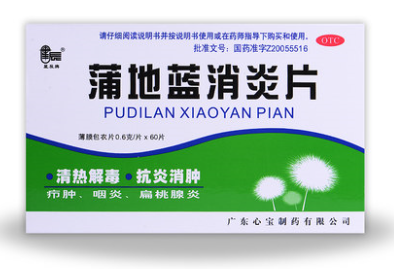 请仔细阅读说明书并按说明书使用或在药师指导下购买和使用。
批准文号：国药准字Z20055516
OTC
蒲地蓝消炎片
PUDILAN XIAOYAN PIAN
薄膜包衣片0.6克/片 x 60片
·清热解毒 ·抗炎消肿
疖肿、咽炎、扁桃腺炎
广东心宝制药有限公司